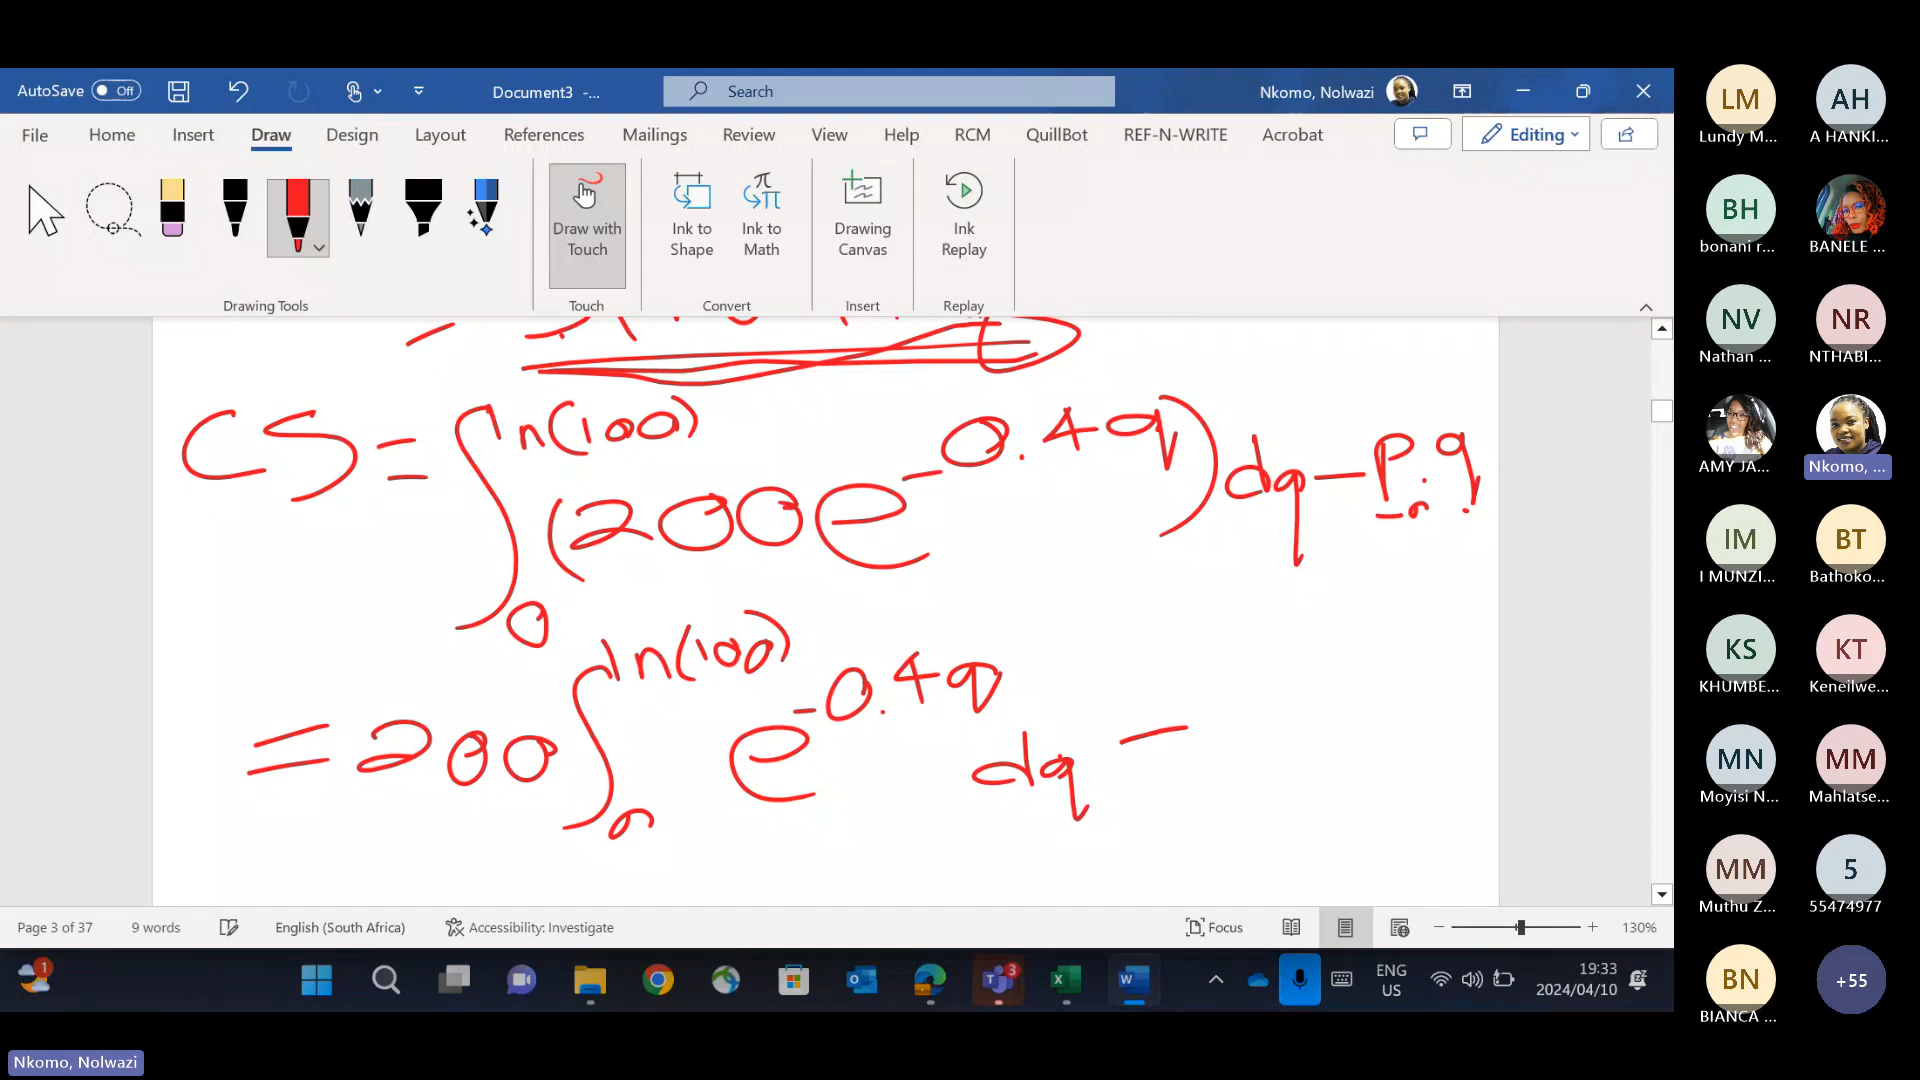 AutoSave Off Document3 -... Search Nkomo, Nolwazi
File Home Insert Draw Design Layout References Mailings Review View Help RCM QuillBot REF-N-WRITE Acrobat Editing
Draw with Touch
Ink to Shape
Ink to Math
Drawing Canvas
Ink Replay
Drawing Tools Touch Convert Insert Replay
CS = ∫₀^ln(100) (200e^-0.4q) dq - P₀.q₀
= 200 ∫₀^ln(100) e^-0.4q dq -
Page 3 of 37 9 words English (South Africa) Accessibility: Investigate Focus 130%
1 3 ENG US 19:33 2024/04/10
Nkomo, Nolwazi
LM AH
Lundy M... A HANKI...
BH
bonani r... BANELE ...
NV NR
Nathan ... NTHABI...
AMY JA... Nkomo, ...
IM BT
I MUNZI... Bathoko...
KS KT
KHUMBE... Keneilwe...
MN MM
Moyisi N... Mahlatse...
MM 5
Muthu Z... 55474977
BN +55
BIANCA ...